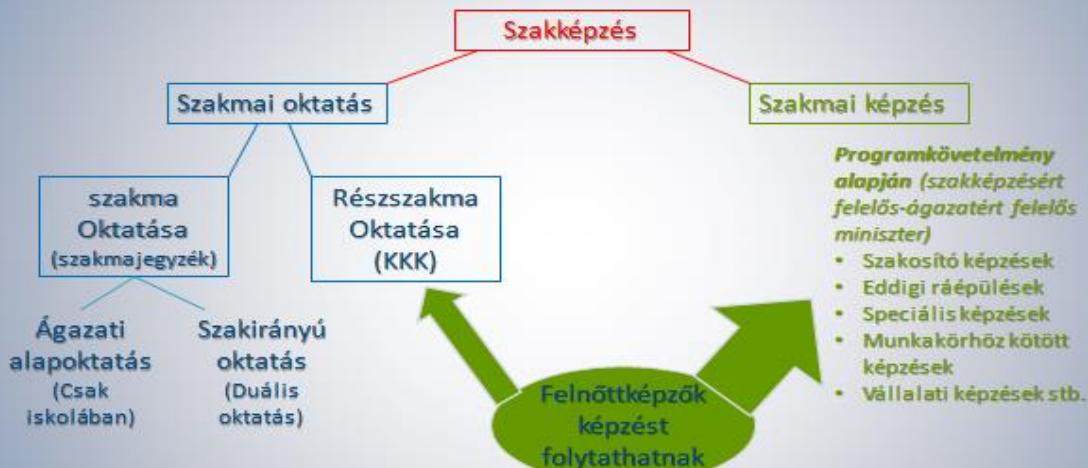 Szakképzés
Szakmai oktatás
Szakmai képzés
szakma
Oktatása
(szakmajegyzék)
Részszakma
Oktatása
(KKK)
Ágazati
alapoktatás
(Csak
iskolában)
Szakirányú
oktatás
(Duális
oktatás)
Programkövetelmény
alapján (szakképzésért
felelős-ágazatért felelős
miniszter)
• Szakosító képzések
• Eddigi ráépülések
• Speciális képzések
• Munkakörhöz kötött
képzések
• Vállalati képzések stb.
Felnőttképzők
képzést
folytathatnak